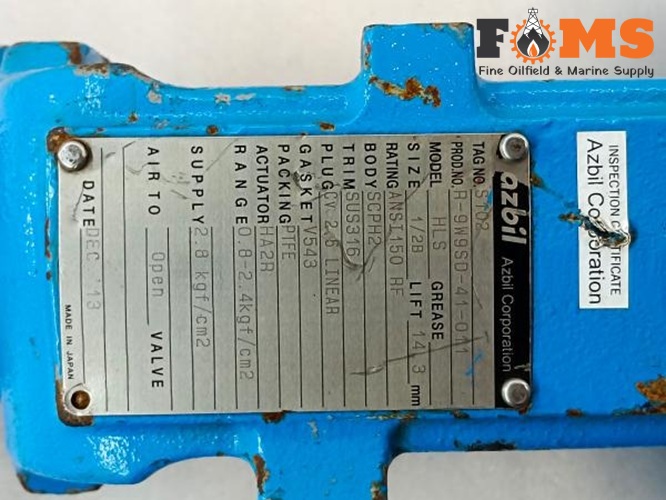 FOMS
Fine Oilfield & Marine Supply
azbil Azbil Corporation
TAG NO.
PROD.NO. R-9W9SD-41-011
MODEL HLS GREASE
SIZE 1/2B LIFT 14.3 mm
RATING ANSI150 RF
BODY SCPH2
TRIM SUS316
PLUG CV 2.5 LINEAR
GASKET V543
PACKING PTFE
ACTUATOR HA2R
RANGE 0.8-2.4kgf/cm2
SUPPLY 2.8 kgf/cm2
AIR TO Open VALVE
DATE DEC '13
MADE IN JAPAN
INSPECTION CERTIFICATE
Azbil Corporation